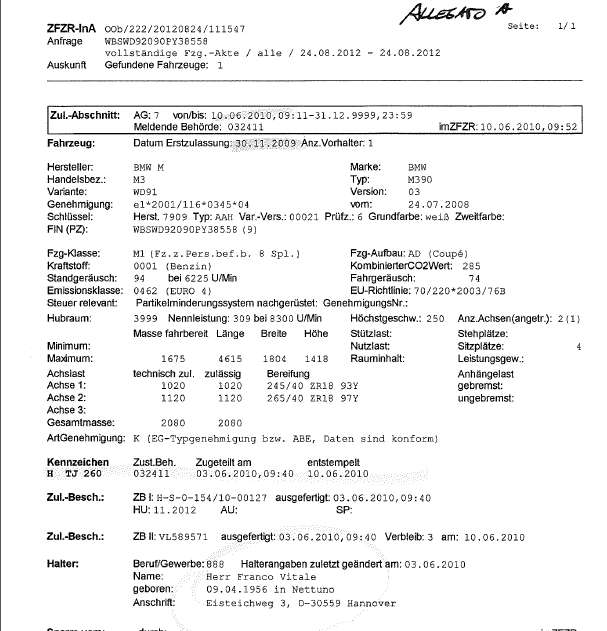 ALLEGATO A
ZFZR-InA OOb/222/20120824/111547 Seite: 1/1
Anfrage WBSWD92090PY38558
vollständige Fzg.-Akte / alle / 24.08.2012 - 24.08.2012
Auskunft Gefundene Fahrzeuge: 1
Zul.-Abschnitt: AG: 7 von/bis: 10.06.2010,09:11-31.12.9999,23:59
Meldende Behörde: 032411 imZFZR: 10.06.2010,09:52
Fahrzeug: Datum Erstzulassung: 30.11.2009 Anz.Vorhalter: 1
Hersteller: BMW M Marke: BMW
Handelsbez.: M3 Typ: M390
Variante: WD91 Version: 03
Genehmigung: e1*2001/116*0345*04 vom: 24.07.2008
Schlüssel: Herst. 7909 Typ: AAH Var.-Vers.: 00021 Prüfz.: 6 Grundfarbe: weiß Zweitfarbe:
FIN (PZ): WBSWD92090PY38558 (9)
Fzg-Klasse: M1 (Fz.z.Pers.bef.b. 8 Spl.) Fzg-Aufbau: AD (Coupé)
Kraftstoff: 0001 (Benzin) KombinierterCO2Wert: 285
Standgeräusch: 94 bei 6225 U/Min Fahrgeräusch: 74
Emissionsklasse: 0462 (EURO 4) EU-Richtlinie: 70/220*2003/76B
Steuer relevant: Partikelminderungssystem nachgerüstet: GenehmigungsNr.:
Hubraum: 3999 Nennleistung: 309 bei 8300 U/Min Höchstgeschw.: 250 Anz.Achsen(angetr.): 2(1)
Masse fahrbereit Länge Breite Höhe Stützlast: Stehplätze:
Minimum: Nutzlast: Sitzplätze: 4
Maximum: 1675 4615 1804 1418 Rauminhalt: Leistungsgew.:
Achslast technisch zul. zulässig Bereifung Anhängelast
Achse 1: 1020 1020 245/40 ZR18 93Y gebremst:
Achse 2: 1120 1120 265/40 ZR18 97Y ungebremst:
Achse 3:
Gesamtmasse: 2080 2080
ArtGenehmigung: K (EG-Typgenehmigung bzw. ABE, Daten sind konform)
Kennzeichen Zust.Beh. Zugeteilt am entstempelt
H TJ 260 032411 03.06.2010,09:40 10.06.2010
Zul.-Besch.: ZB I: H-S-0-154/10-00127 ausgefertigt: 03.06.2010,09:40
HU: 11.2012 AU: SP:
Zul.-Besch.: ZB II: VL589571 ausgefertigt: 03.06.2010,09:40 Verbleib: 3 am: 10.06.2010
Halter: Beruf/Gewerbe: 888 Halterangaben zuletzt geändert am: 03.06.2010
Name: Herr Franco Vitale
geboren: 09.04.1956 in Nettuno
Anschrift: Eisteichweg 3, D-30559 Hannover